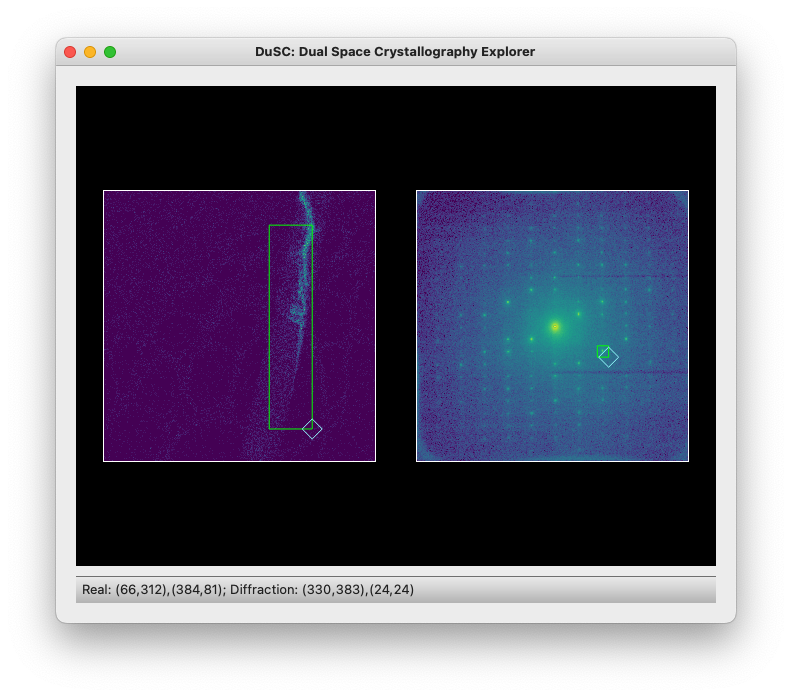 DuSC: Dual Space Crystallography Explorer
Real: (66,312),(384,81); Diffraction: (330,383),(24,24)